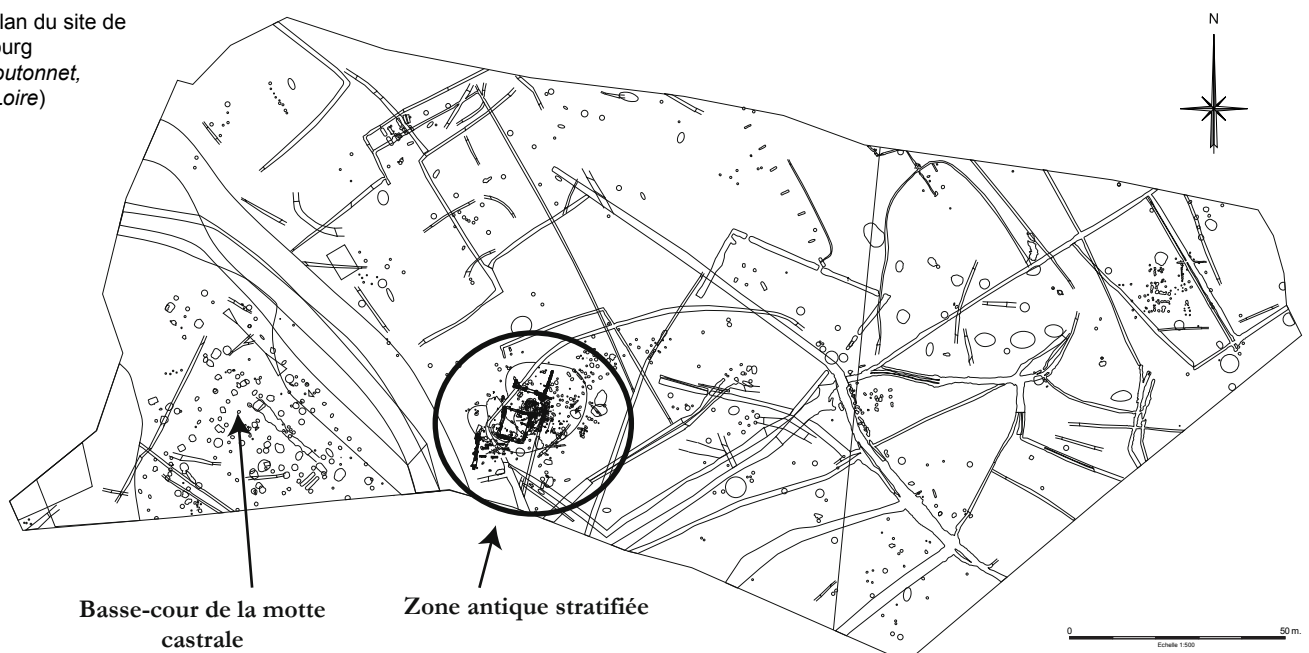 lan du site de
ourg
outonnet,
Loire)
N
Basse-cour de la motte
castrale
Zone antique stratifiée
0
50 m.
Echelle 1:500